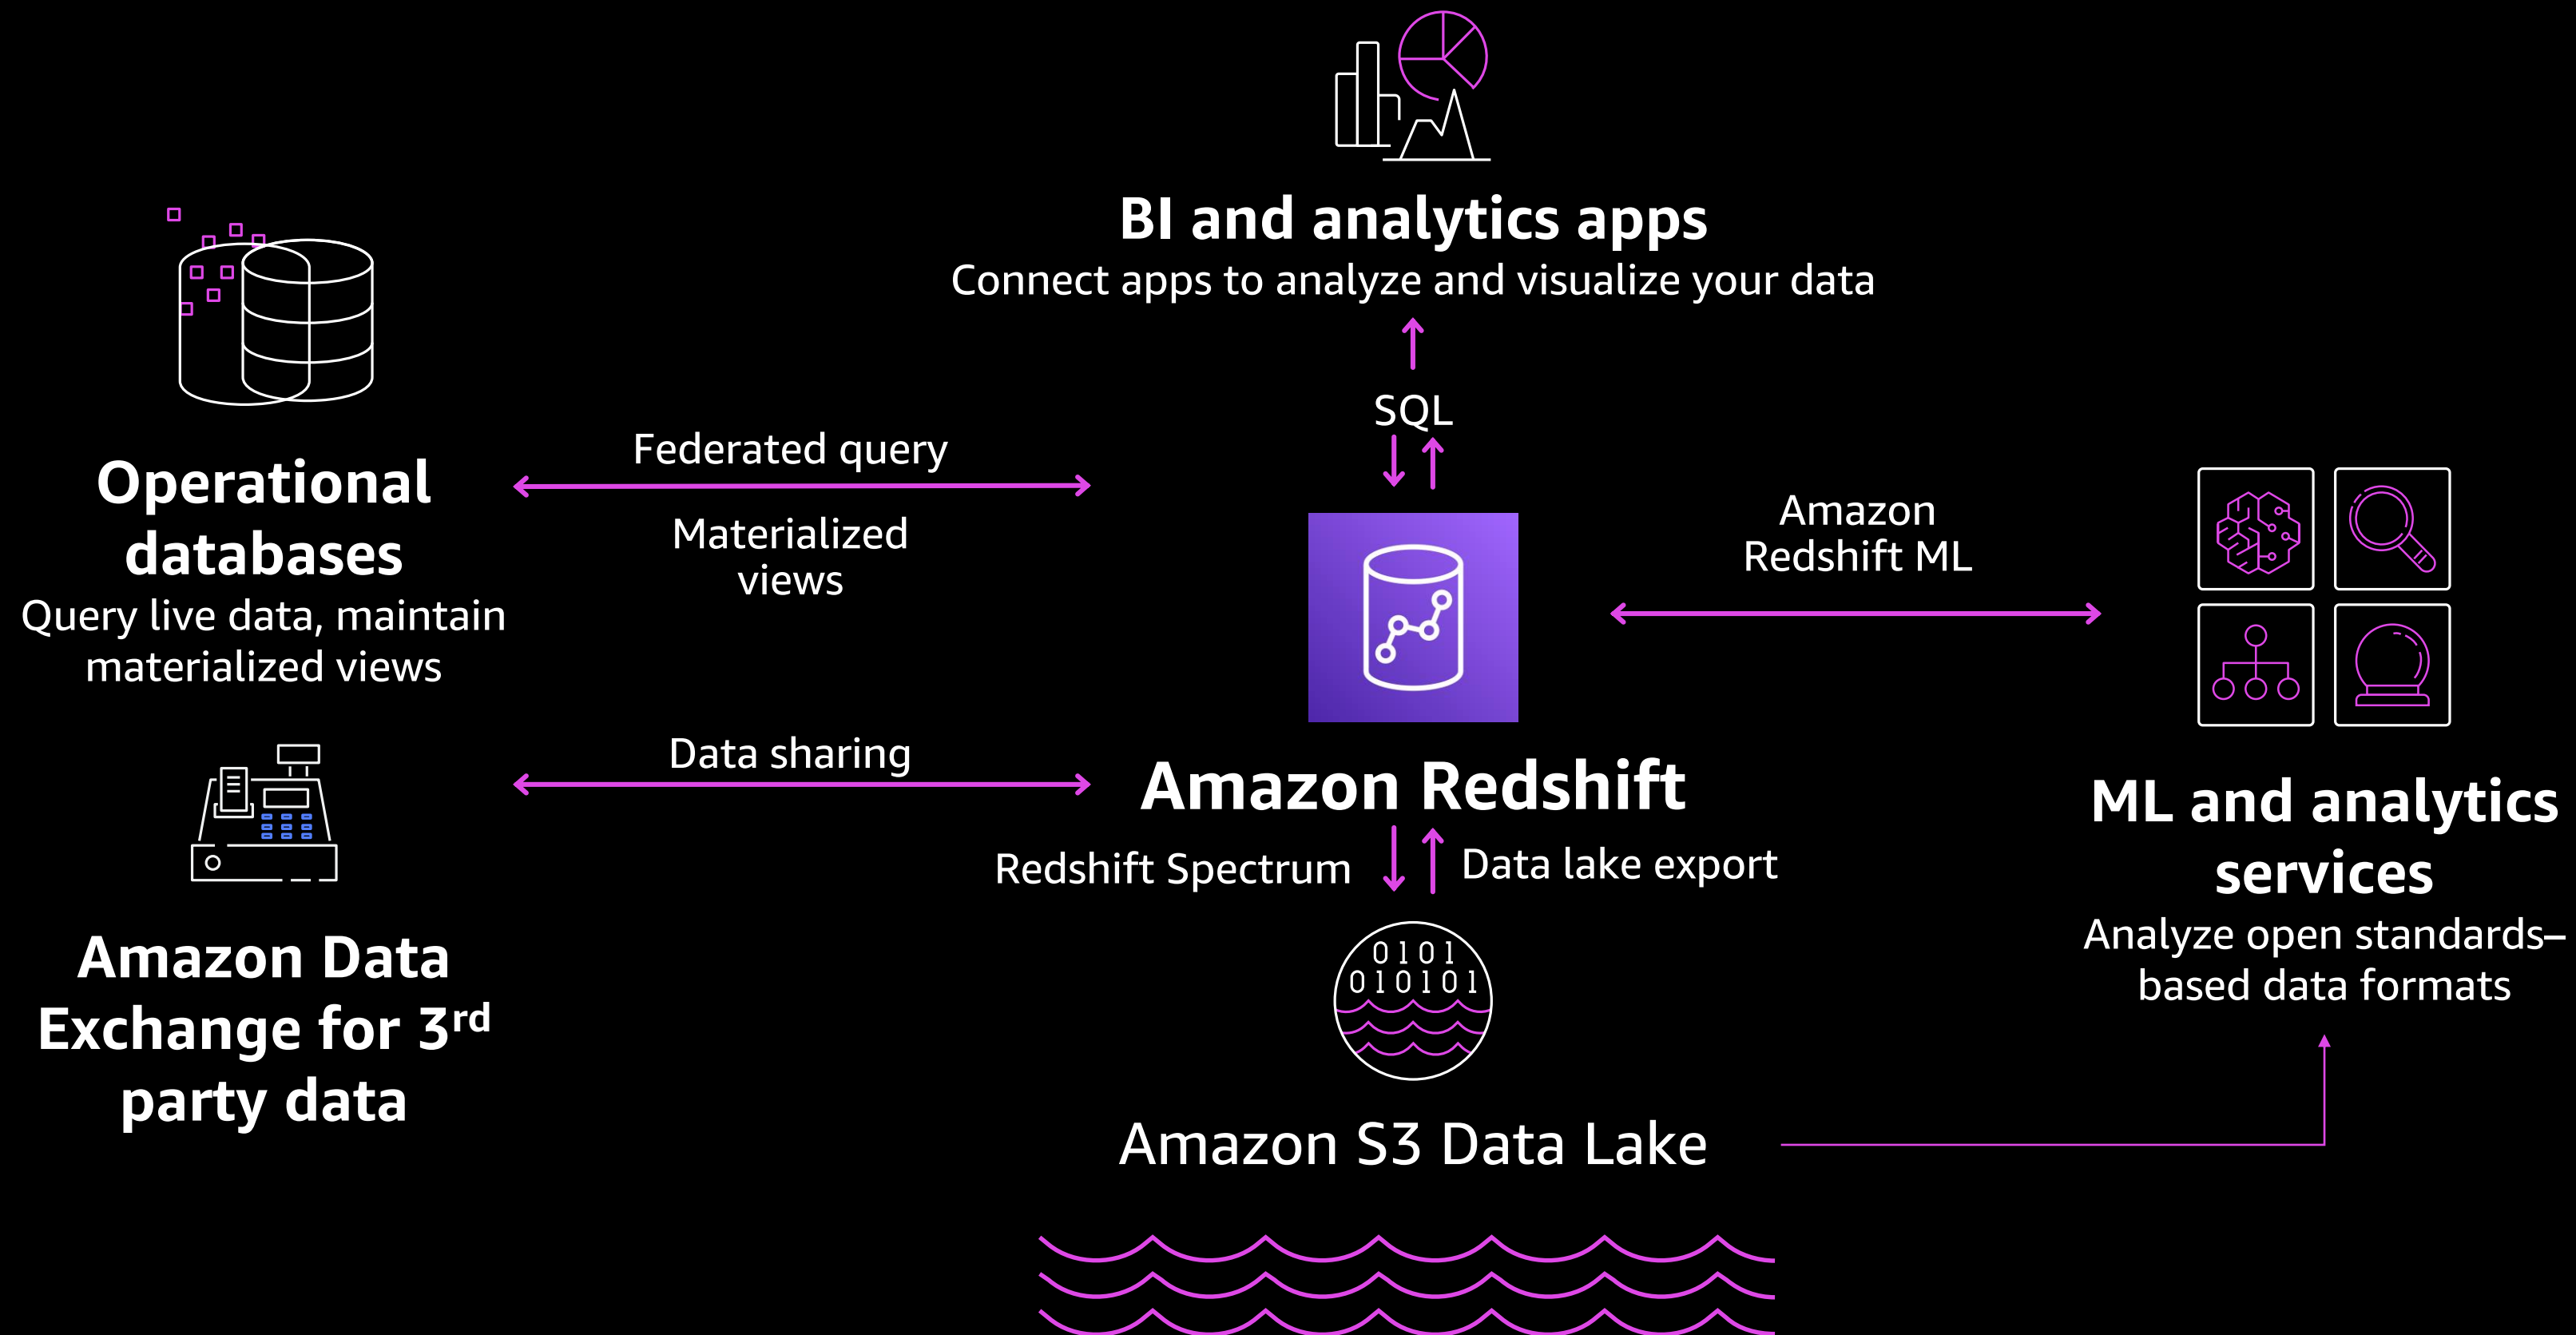 BI and analytics apps
Connect apps to analyze and visualize your data
SQL
Operational
databases
Query live data, maintain
materialized views
Federated query
Materialized
views
Amazon
Redshift ML
Data sharing
Amazon Redshift
Redshift Spectrum
Data lake export
ML and analytics
services
Analyze open standards–
based data formats
Amazon Data
Exchange for 3rd
party data
0101
010101
Amazon S3 Data Lake